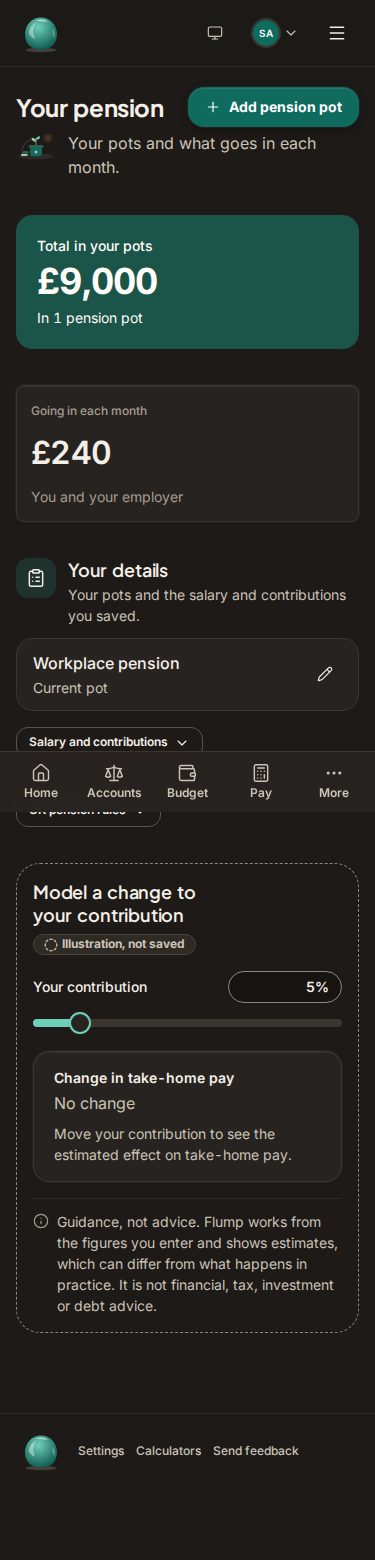 SA
Your pension
Add pension pot
Your pots and what goes in each
month.
Total in your pots
£9,000
In 1 pension pot
Going in each month
£240
You and your employer
Your details
Your pots and the salary and contributions
you saved.
Workplace pension
Current pot
Salary and contributions
Home
Accounts
Budget
Pay
More
UK pension rules
Model a change to
your contribution
Illustration, not saved
Your contribution
5%
Change in take-home pay
No change
Move your contribution to see the
estimated effect on take-home pay.
Guidance, not advice. Flump works from
the figures you enter and shows estimates,
which can differ from what happens in
practice. It is not financial, tax, investment
or debt advice.
Settings
Calculators
Send feedback